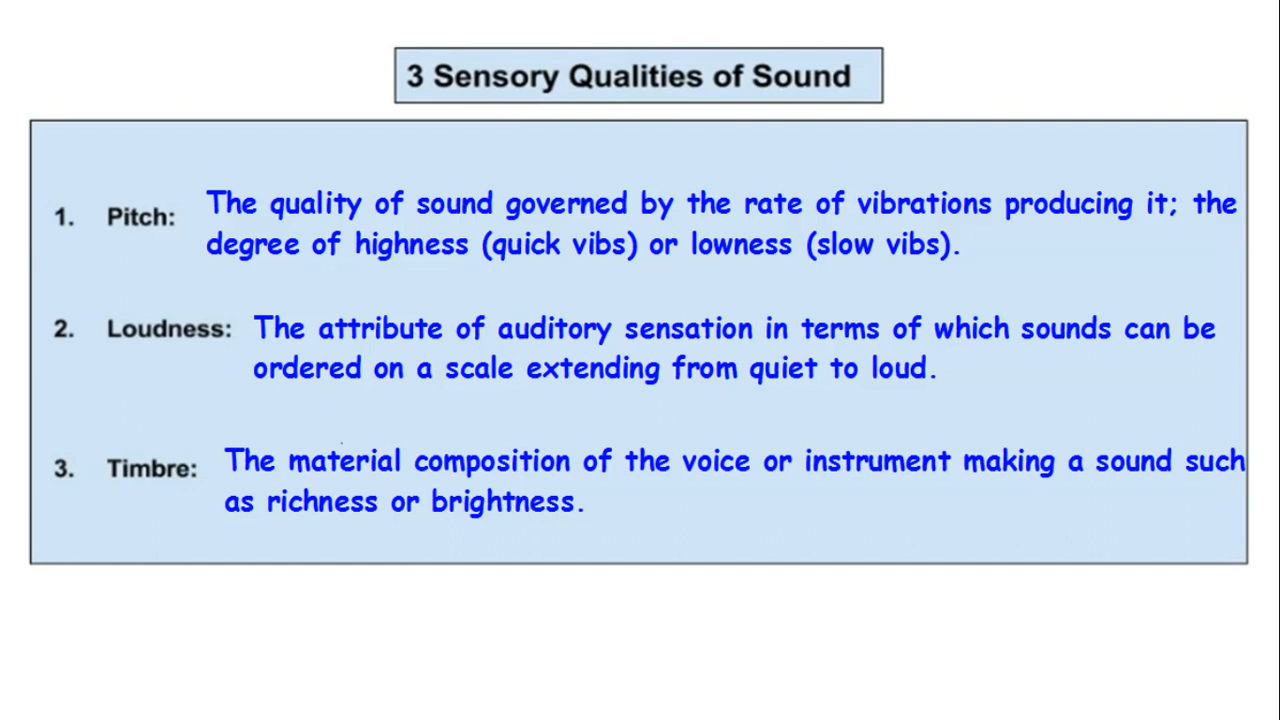 3 Sensory Qualities of Sound
1. Pitch: The quality of sound governed by the rate of vibrations producing it; the
degree of highness (quick vibs) or lowness (slow vibs).
2. Loudness: The attribute of auditory sensation in terms of which sounds can be
ordered on a scale extending from quiet to loud.
3. Timbre: The material composition of the voice or instrument making a sound such
as richness or brightness.